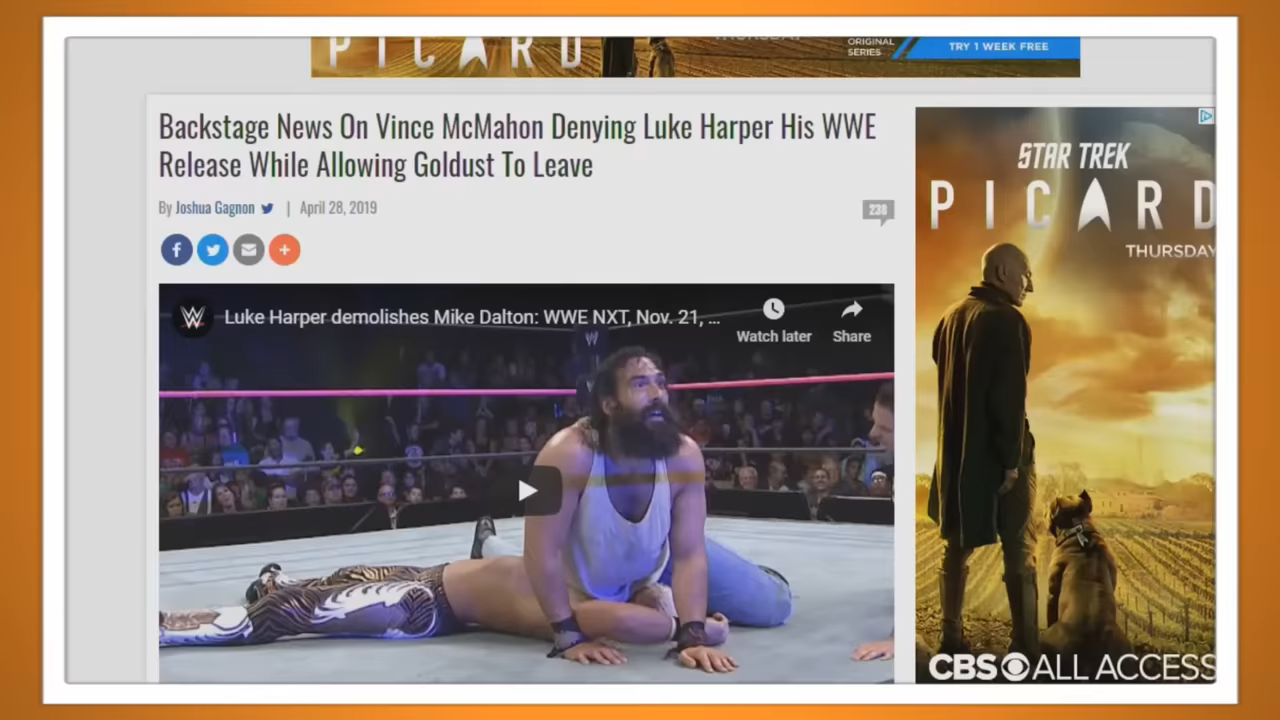 PICARD
ORIGINAL
SERIES
TRY 1 WEEK FREE
Backstage News On Vince McMahon Denying Luke Harper His WWE
Release While Allowing Goldust To Leave
By Joshua Gagnon | April 28, 2019
238
Luke Harper demolishes Mike Dalton: WWE NXT, Nov. 21, ...
Watch later
Share
STAR TREK
PICARD
THURSDAY
CBS ALL ACCESS